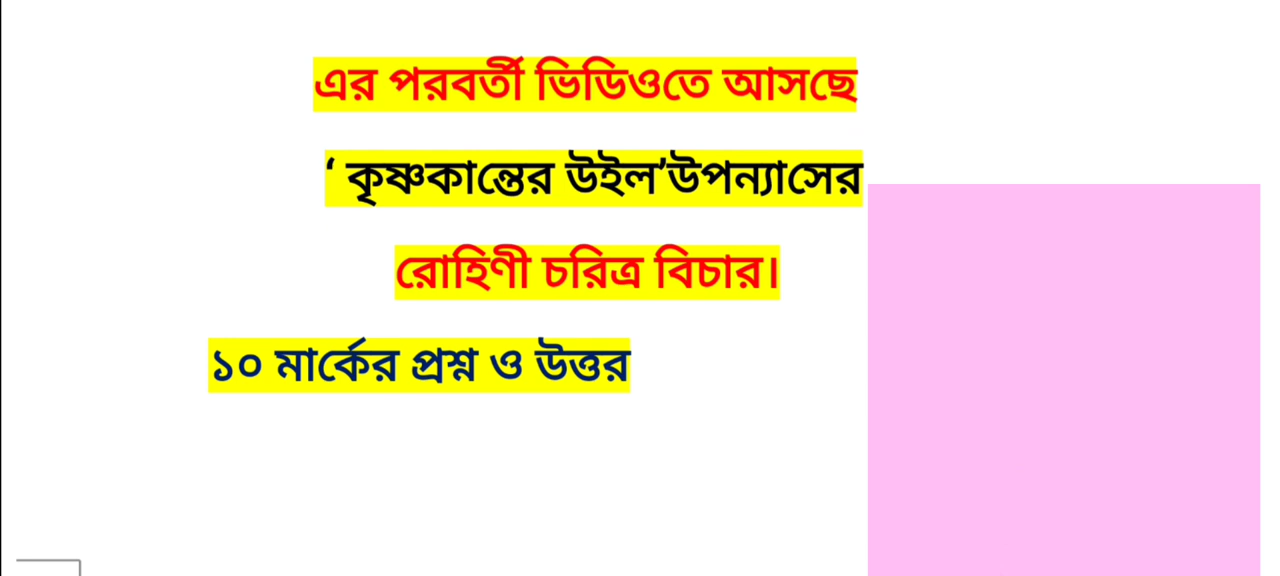 এর পরবর্তী ভিডিওতে আসছে
‘ কৃষ্ণকান্তের উইল’উপন্যাসের
রোহিণী চরিত্র বিচার।
১০ মার্কের প্রশ্ন ও উত্তর